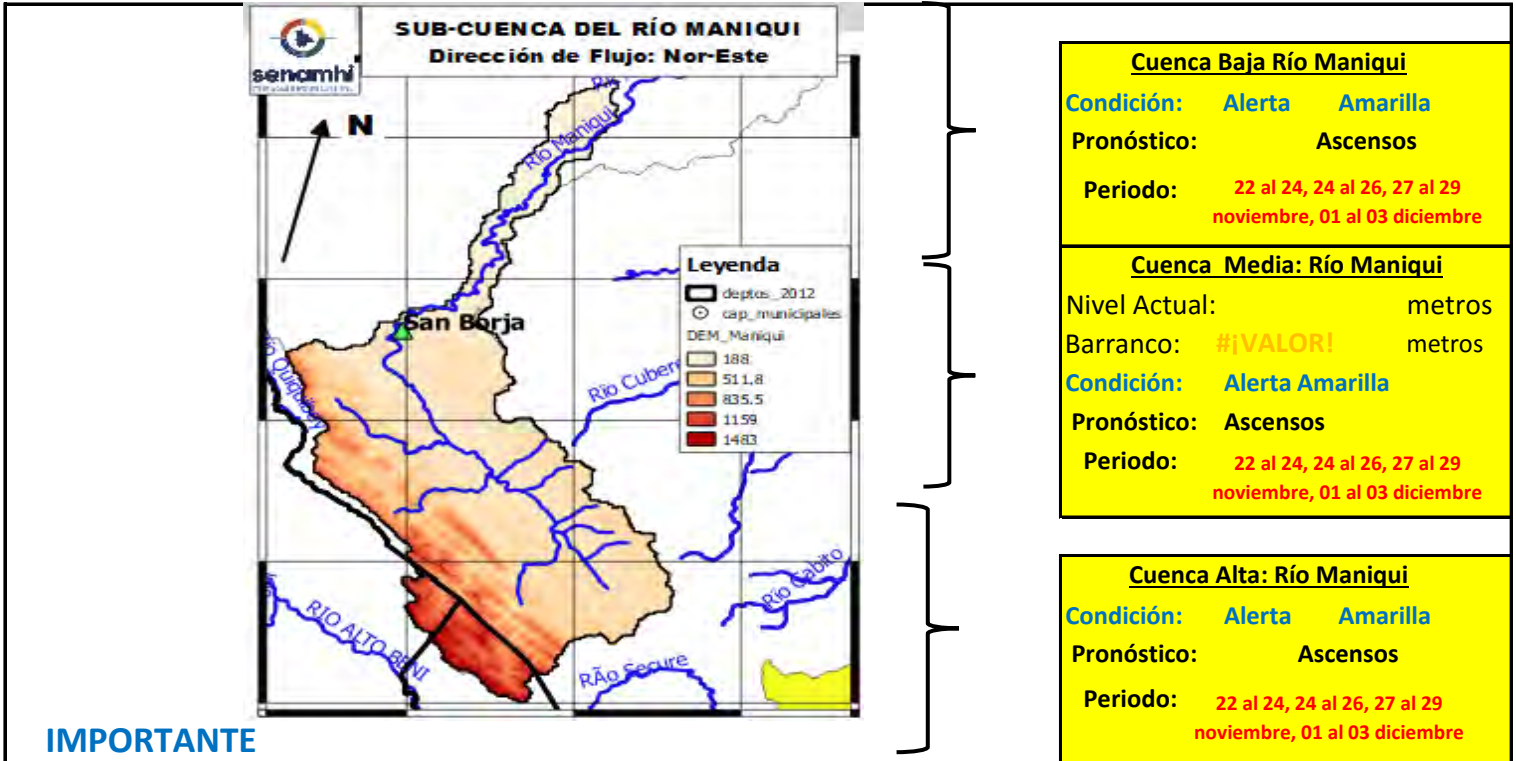 SUB-CUENCA DEL RÍO MANIQUI
Dirección de Flujo: Nor-Este
senamhi
N
Río Maniqui
San Borja
RIO ALTO BENI
RÃo Secure
Río Cabito
Leyenda
deptos_2012
cap_municipales
DEM_Maniqui
188
511,8
835.5
1159
1483
Cuenca Baja Río Maniqui
Condición: Alerta Amarilla
Pronóstico: Ascensos
Periodo: 22 al 24, 24 al 26, 27 al 29
noviembre, 01 al 03 diciembre
Cuenca Media: Río Maniqui
Nivel Actual: metros
Barranco: #¡VALOR! metros
Condición: Alerta Amarilla
Pronóstico: Ascensos
Periodo: 22 al 24, 24 al 26, 27 al 29
noviembre, 01 al 03 diciembre
Cuenca Alta: Río Maniqui
Condición: Alerta Amarilla
Pronóstico: Ascensos
Periodo: 22 al 24, 24 al 26, 27 al 29
noviembre, 01 al 03 diciembre
IMPORTANTE